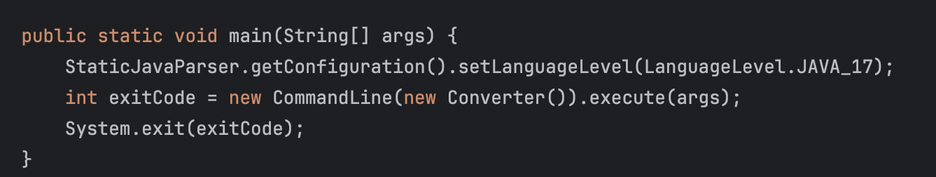 public static void main(String[] args) {
    StaticJavaParser.getConfiguration().setLanguageLevel(LanguageLevel.JAVA_17);
    int exitCode = new CommandLine(new Converter()).execute(args);
    System.exit(exitCode);
}